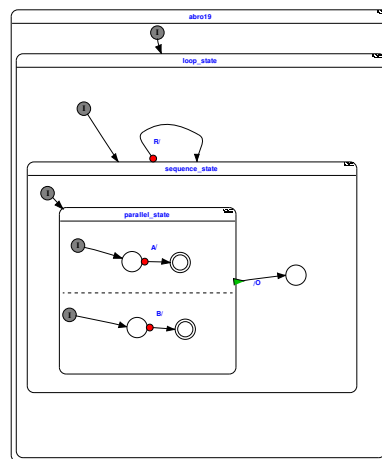 abro19
I
loop_state
I
R/
sequence_state
I
parallel_state
I
A/
/O
I
B/